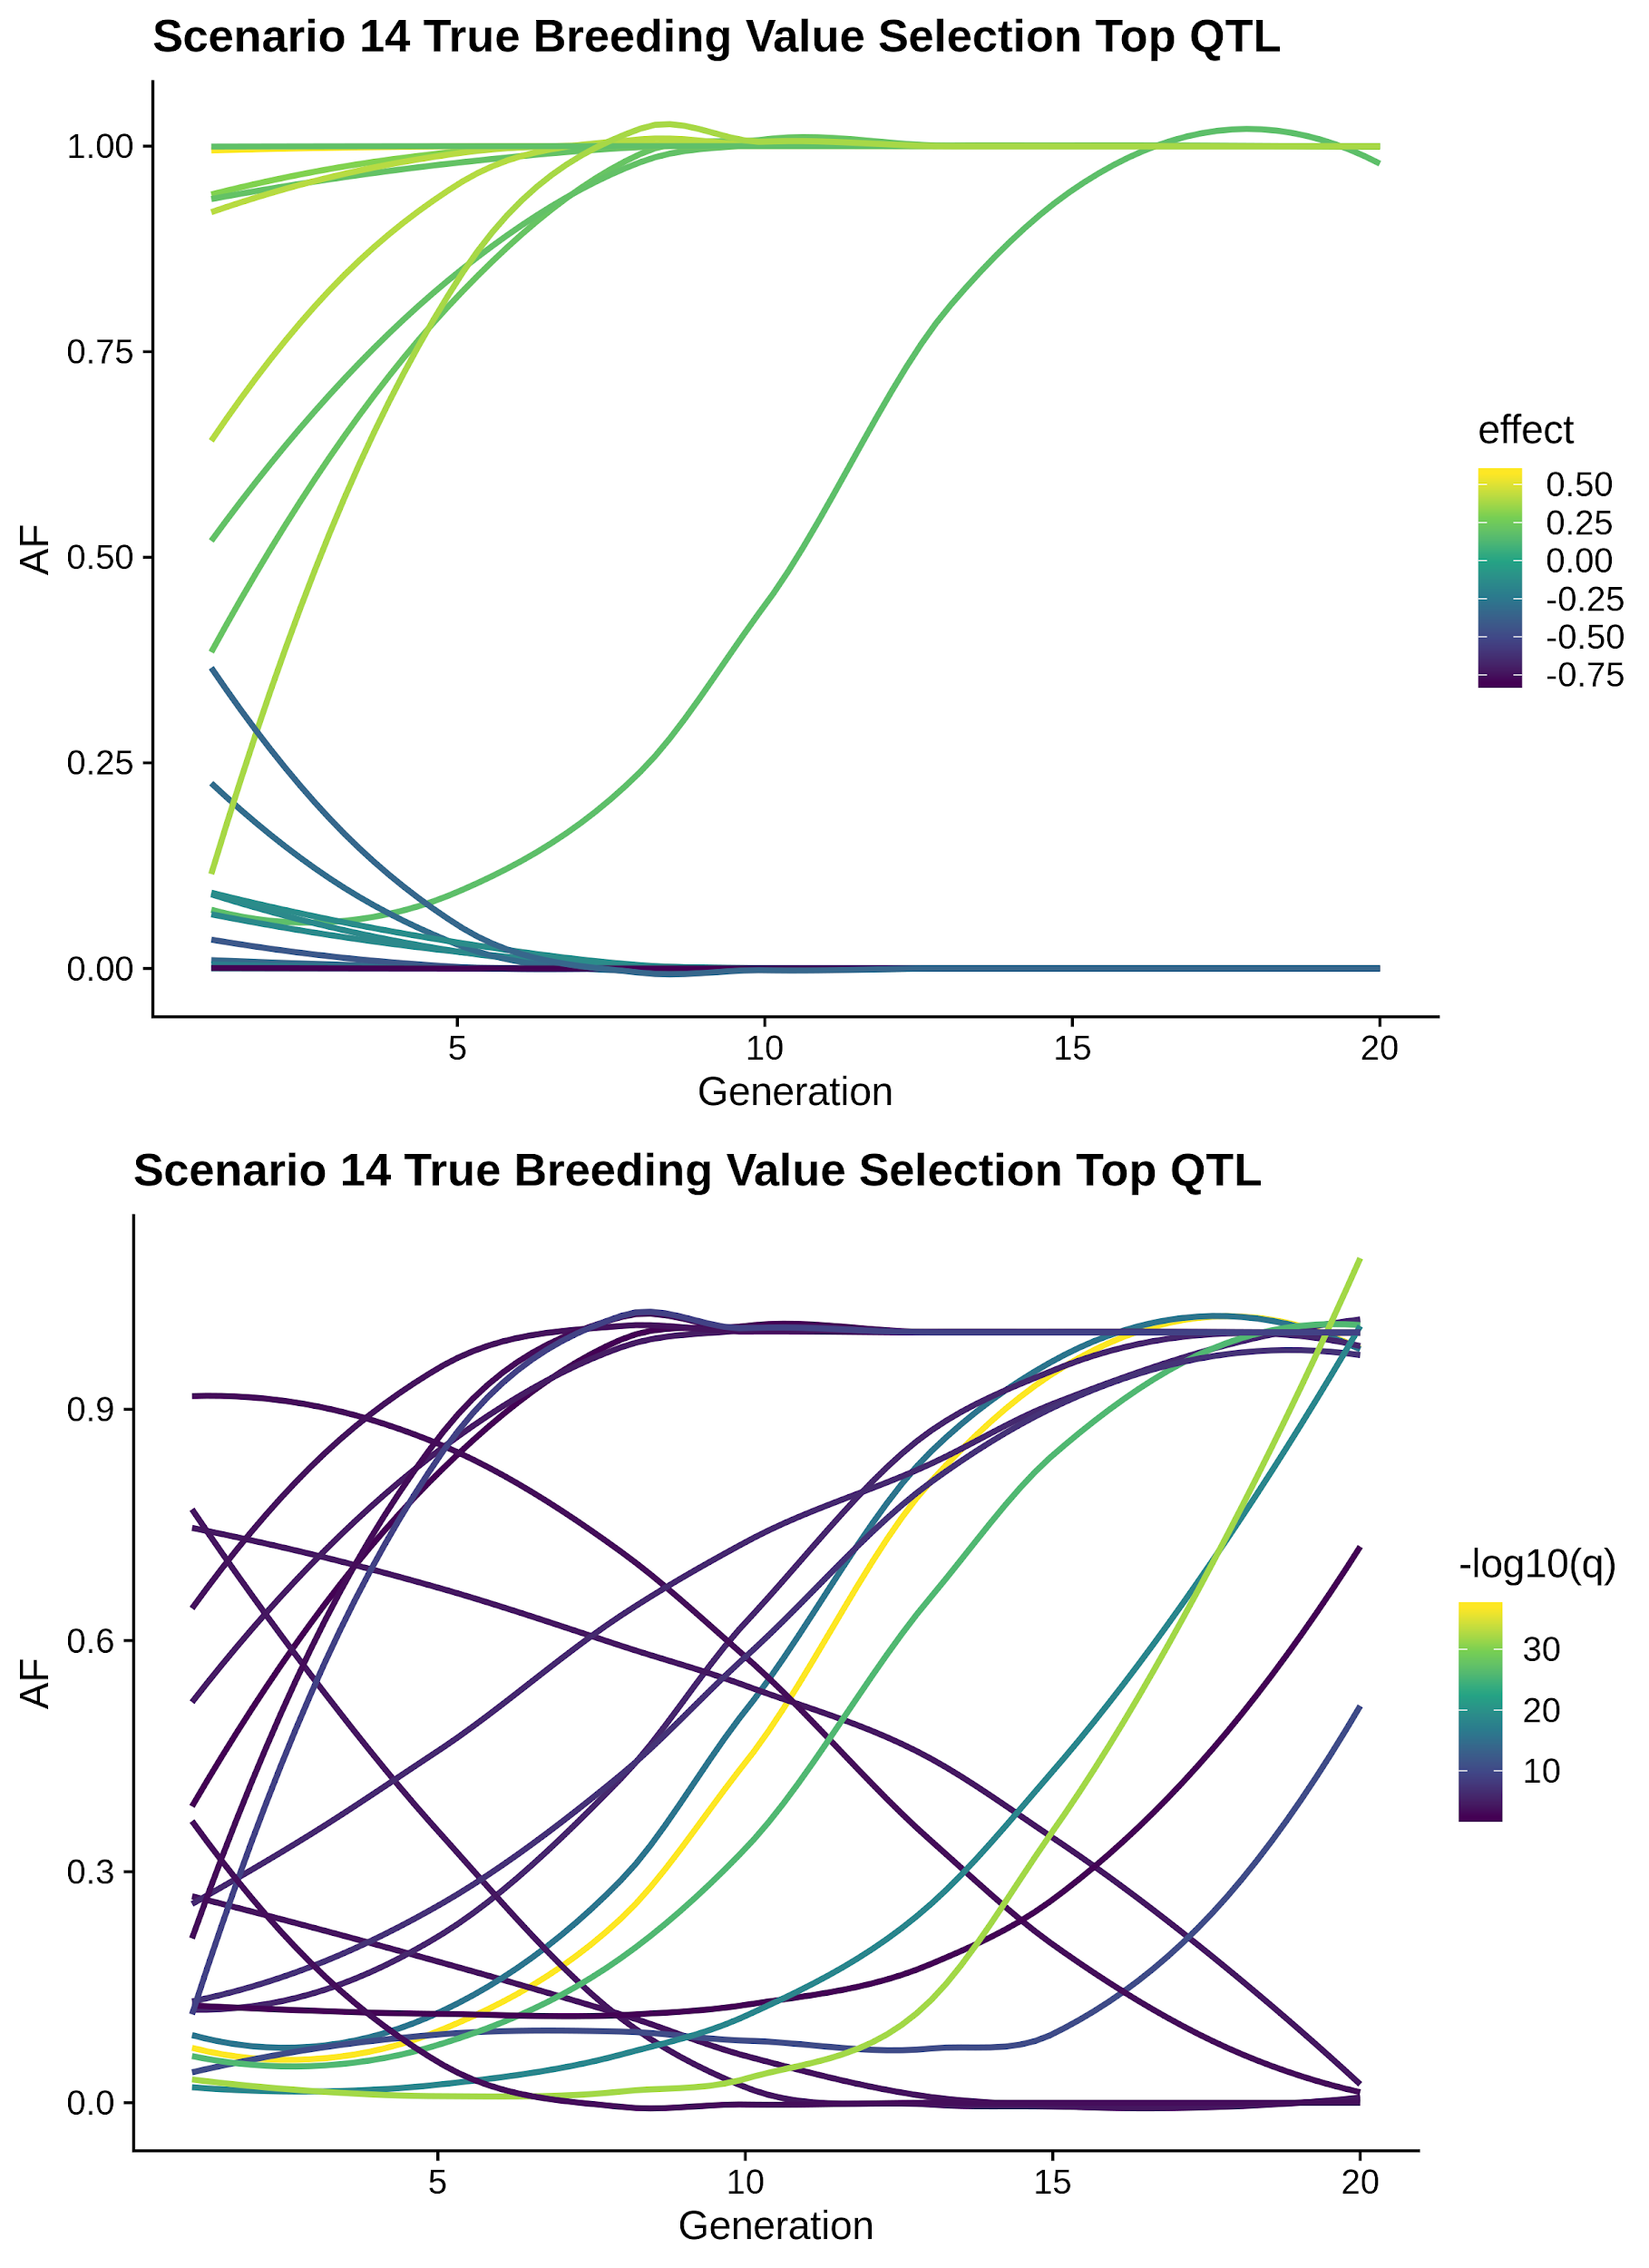 Scenario 14 True Breeding Value Selection Top QTL
1.00
0.75
0.50
0.25
0.00
AF
5 10 15 20
Generation
effect
0.50
0.25
0.00
-0.25
-0.50
-0.75
Scenario 14 True Breeding Value Selection Top QTL
0.9
0.6
0.3
0.0
AF
5 10 15 20
Generation
-log10(q)
30
20
10